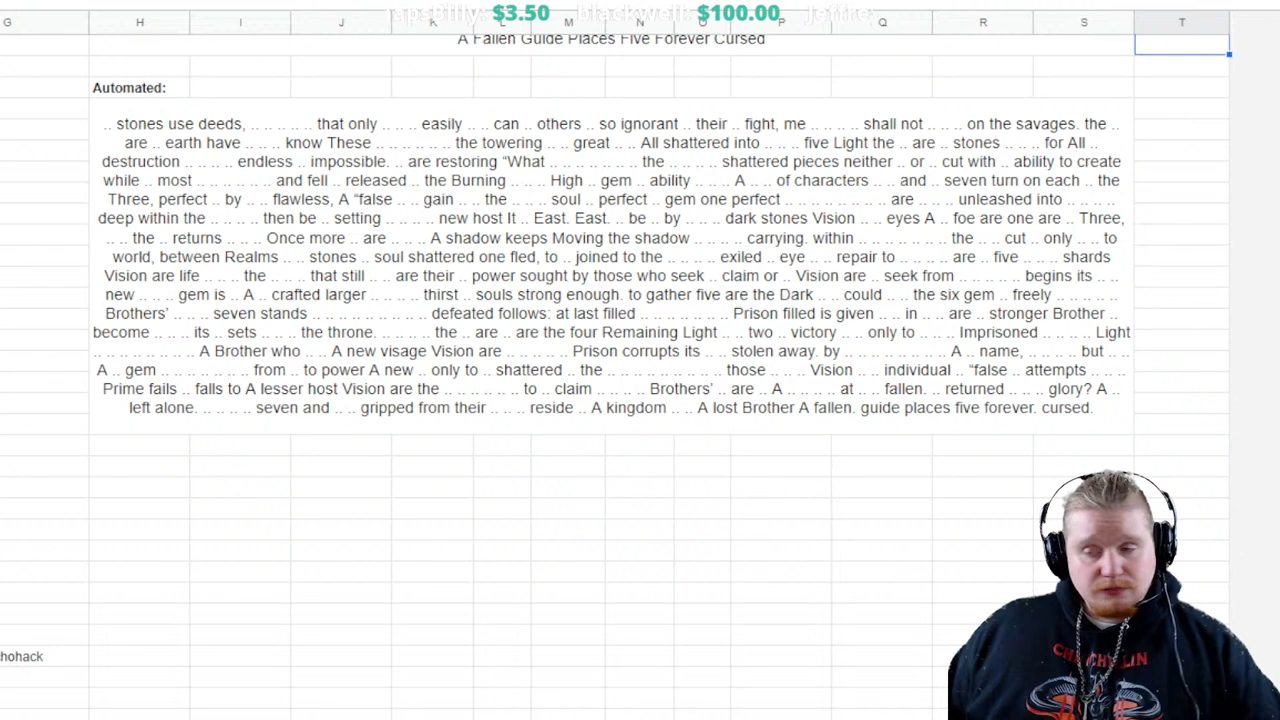 apsBilly: $3.50 blackwell: $100.00 Jeffre
G H I J K L M N O P Q R S T
A Fallen Guide Places Five Forever Cursed
Automated:
.. stones use deeds, .. .. .. .. that only .. .. .. easily .. .. can .. others .. so ignorant .. their .. fight, me .. .. .. shall not .. .. .. on the savages. the ..
are .. earth have .. .. know These .. .. .. .. .. the towering .. .. great .. .. All shattered into .. .. .. five Light the .. are .. stones .. .. .. for All ..
destruction .. .. .. .. endless .. impossible. .. are restoring “What .. .. .. .. the .. .. .. shattered pieces neither .. or .. cut with .. ability to create
while .. most .. .. .. .. .. and fell .. released .. the Burning .. .. .. High .. gem .. ability .. .. .. A .. .. of characters .. .. and .. seven turn on each .. the
Three, perfect .. by .. .. flawless, A “false .. .. gain .. .. the .. .. .. soul .. perfect .. gem one perfect .. .. .. .. .. .. .. are .. .. unleashed into .. .. .. ..
deep within the .. .. .. then be .. setting .. .. .. .. new host It .. East. East. .. be .. by .. .. dark stones Vision .. .. eyes A .. foe are one are .. Three,
.. .. the .. returns .. .. .. Once more .. are .. .. .. A shadow keeps Moving the shadow .. .. .. .. carrying. within .. .. .. .. .. .. the .. .. cut .. only .. .. to
world, between Realms .. .. stones .. soul shattered one fled, to .. joined to the .. .. .. .. exiled .. eye .. repair to .. .. .. .. are .. five .. .. .. shards
Vision are life .. .. .. the .. .. .. that still .. .. are their .. power sought by those who seek .. claim or .. Vision are .. seek from .. .. .. .. .. begins its ..
new .. .. .. gem is .. A .. crafted larger .. .. .. .. thirst .. souls strong enough. to gather five are the Dark .. .. could .. .. the six gem .. freely .. .. .. .. ..
Brothers’ .. .. .. seven stands .. .. .. .. .. .. .. .. defeated follows: at last filled .. .. .. .. .. .. Prison filled is given .. .. in .. .. are .. stronger Brother ..
become .. .. its .. sets .. .. .. the throne. .. .. .. .. the .. are .. are the four Remaining Light .. .. two .. victory .. only to .. .. Imprisoned .. .. Light
.. .. .. .. .. .. .. .. A Brother who .. .. A new visage Vision are .. .. .. .. .. Prison corrupts its .. .. stolen away. by .. .. .. .. .. .. .. A .. name, .. .. .. .. but ..
A .. gem .. .. .. .. .. .. .. from .. to power A new .. only to .. shattered .. the .. .. .. .. .. .. .. those .. .. Vision .. .. individual .. “false .. attempts .. ..
Prime fails .. falls to A lesser host Vision are the .. .. .. .. .. .. to .. claim .. .. .. .. Brothers’ .. are .. A .. .. .. at .. fallen. .. returned .. .. .. glory? A ..
left alone. .. .. .. .. seven and .. .. gripped from their .. .. .. reside .. A kingdom .. .. A lost Brother A fallen. guide places five forever. cursed.
hohack